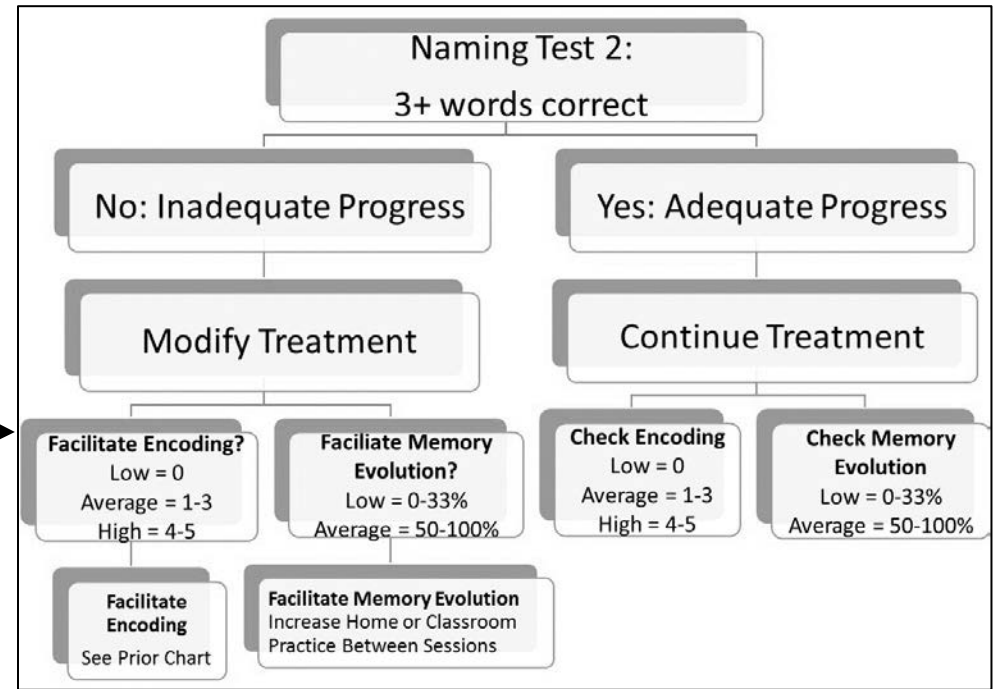 Naming Test 2:
3+ words correct
No: Inadequate Progress
Yes: Adequate Progress
Modify Treatment
Continue Treatment
Facilitate Encoding?
Low = 0
Average = 1-3
High = 4-5
Faciliate Memory
Evolution?
Low = 0-33%
Average = 50-100%
Check Encoding
Low = 0
Average = 1-3
High = 4-5
Check Memory
Evolution
Low = 0-33%
Average = 50-100%
Facilitate
Encoding
See Prior Chart
Facilitate Memory Evolution
Increase Home or Classroom
Practice Between Sessions